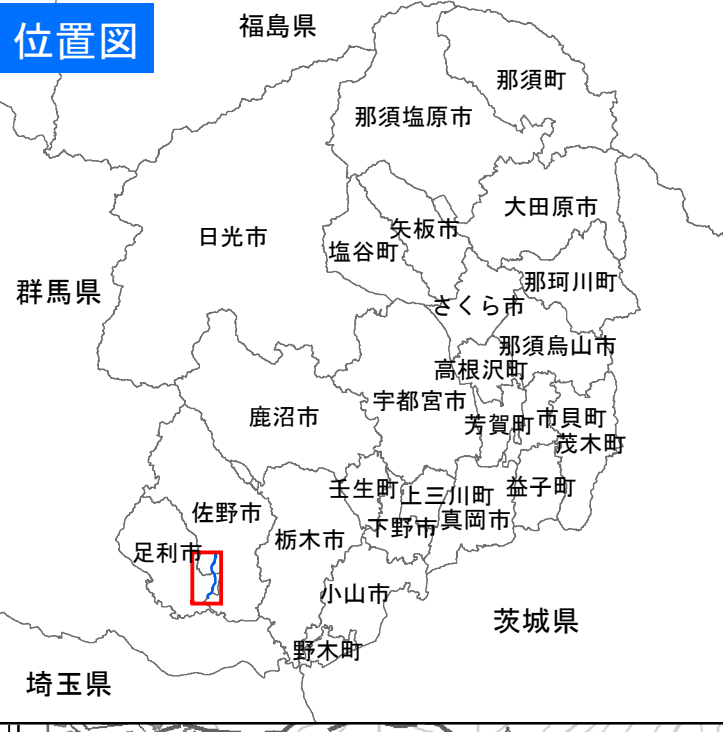 位置図
福島県
那須町
那須塩原市
大田原市
矢板市
日光市
塩谷町
那珂川町
群馬県
さくら市
那須烏山市
高根沢町
宇都宮市
鹿沼市
芳賀町
市貝町
茂木町
壬生町
上三川町
益子町
佐野市
真岡市
下野市
栃木市
足利市
小山市
茨城県
野木町
埼玉県